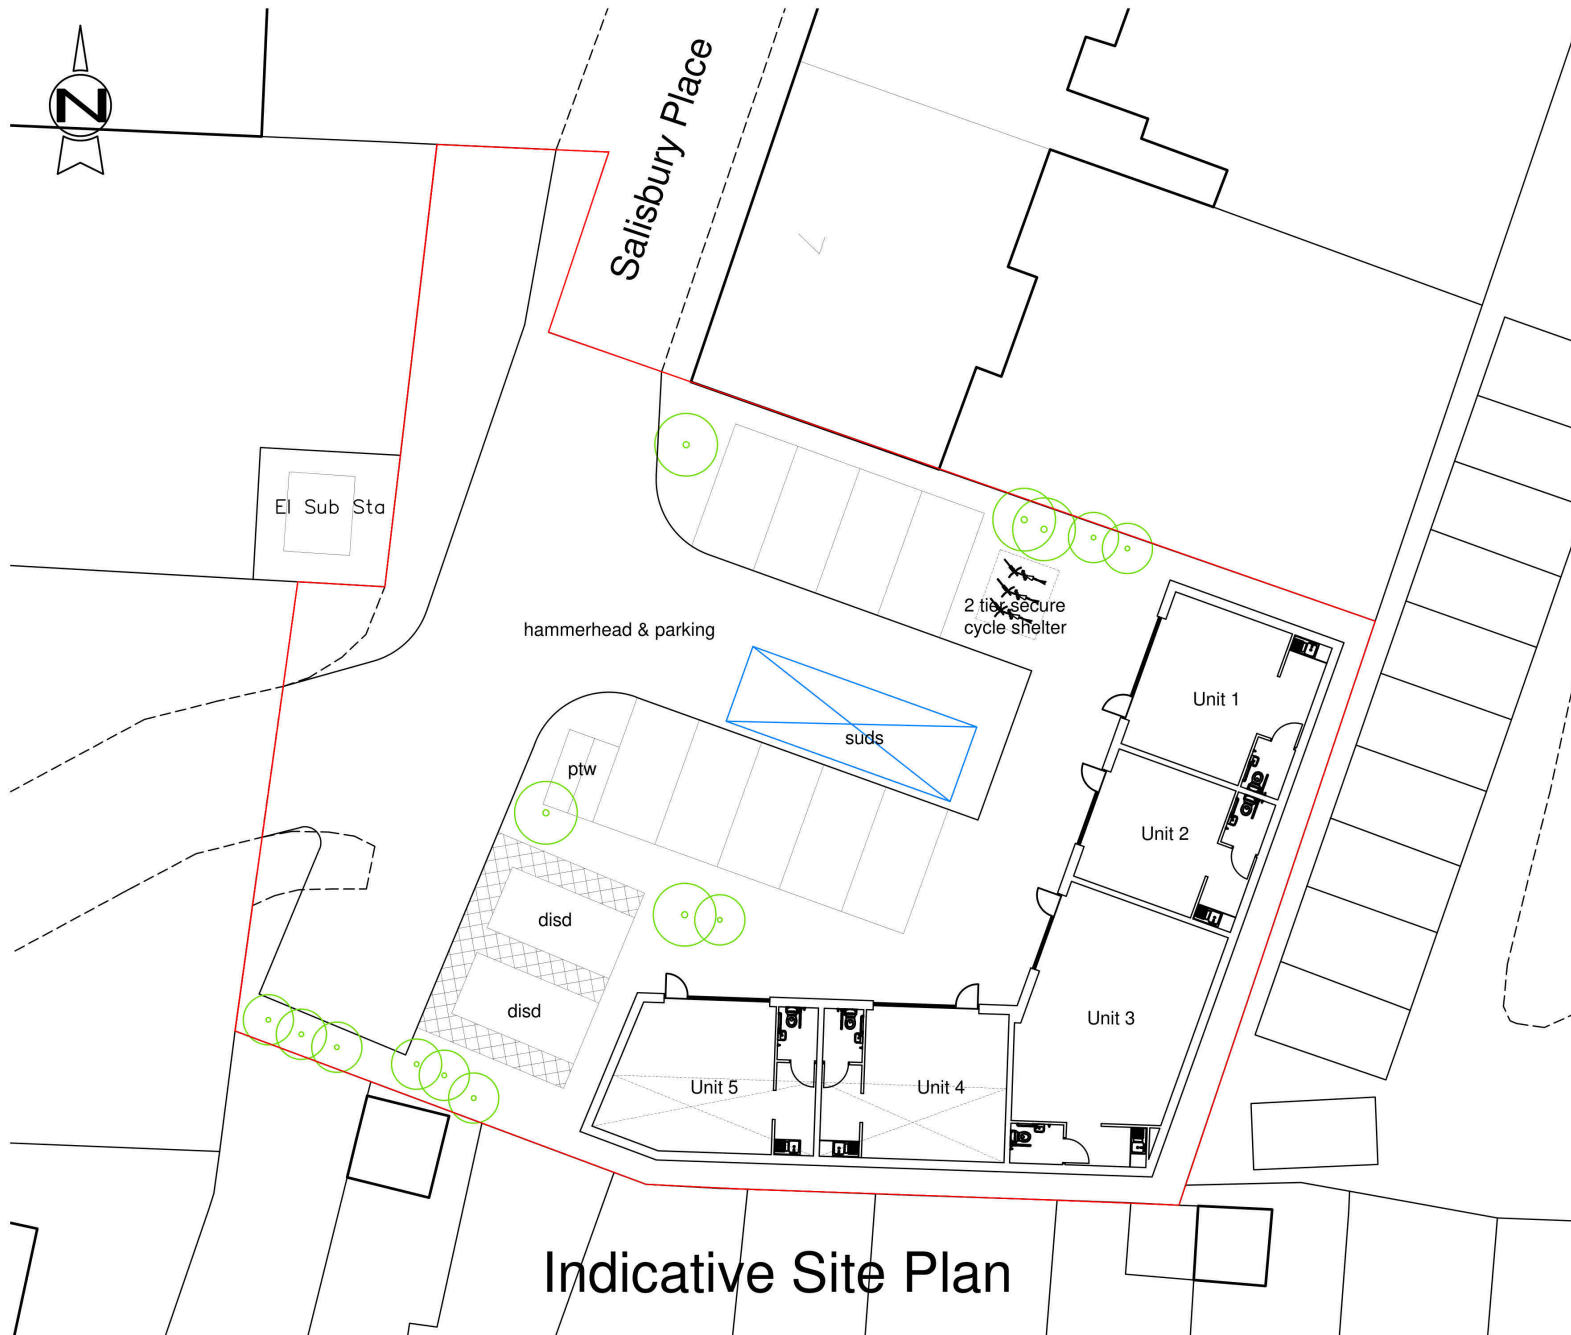 N
Salisbury Place
El Sub Sta
2 tier secure
cycle shelter
hammerhead & parking
Unit 1
suds
ptw
Unit 2
disd
disd
Unit 3
Unit 5
Unit 4
Indicative Site Plan